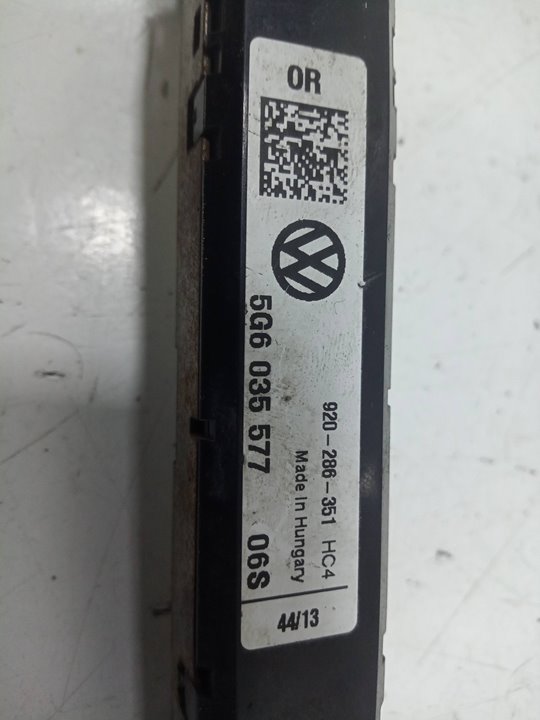 OR
920-286-351 HC4
Made In Hungary
5G6 035 577 06S
44/13